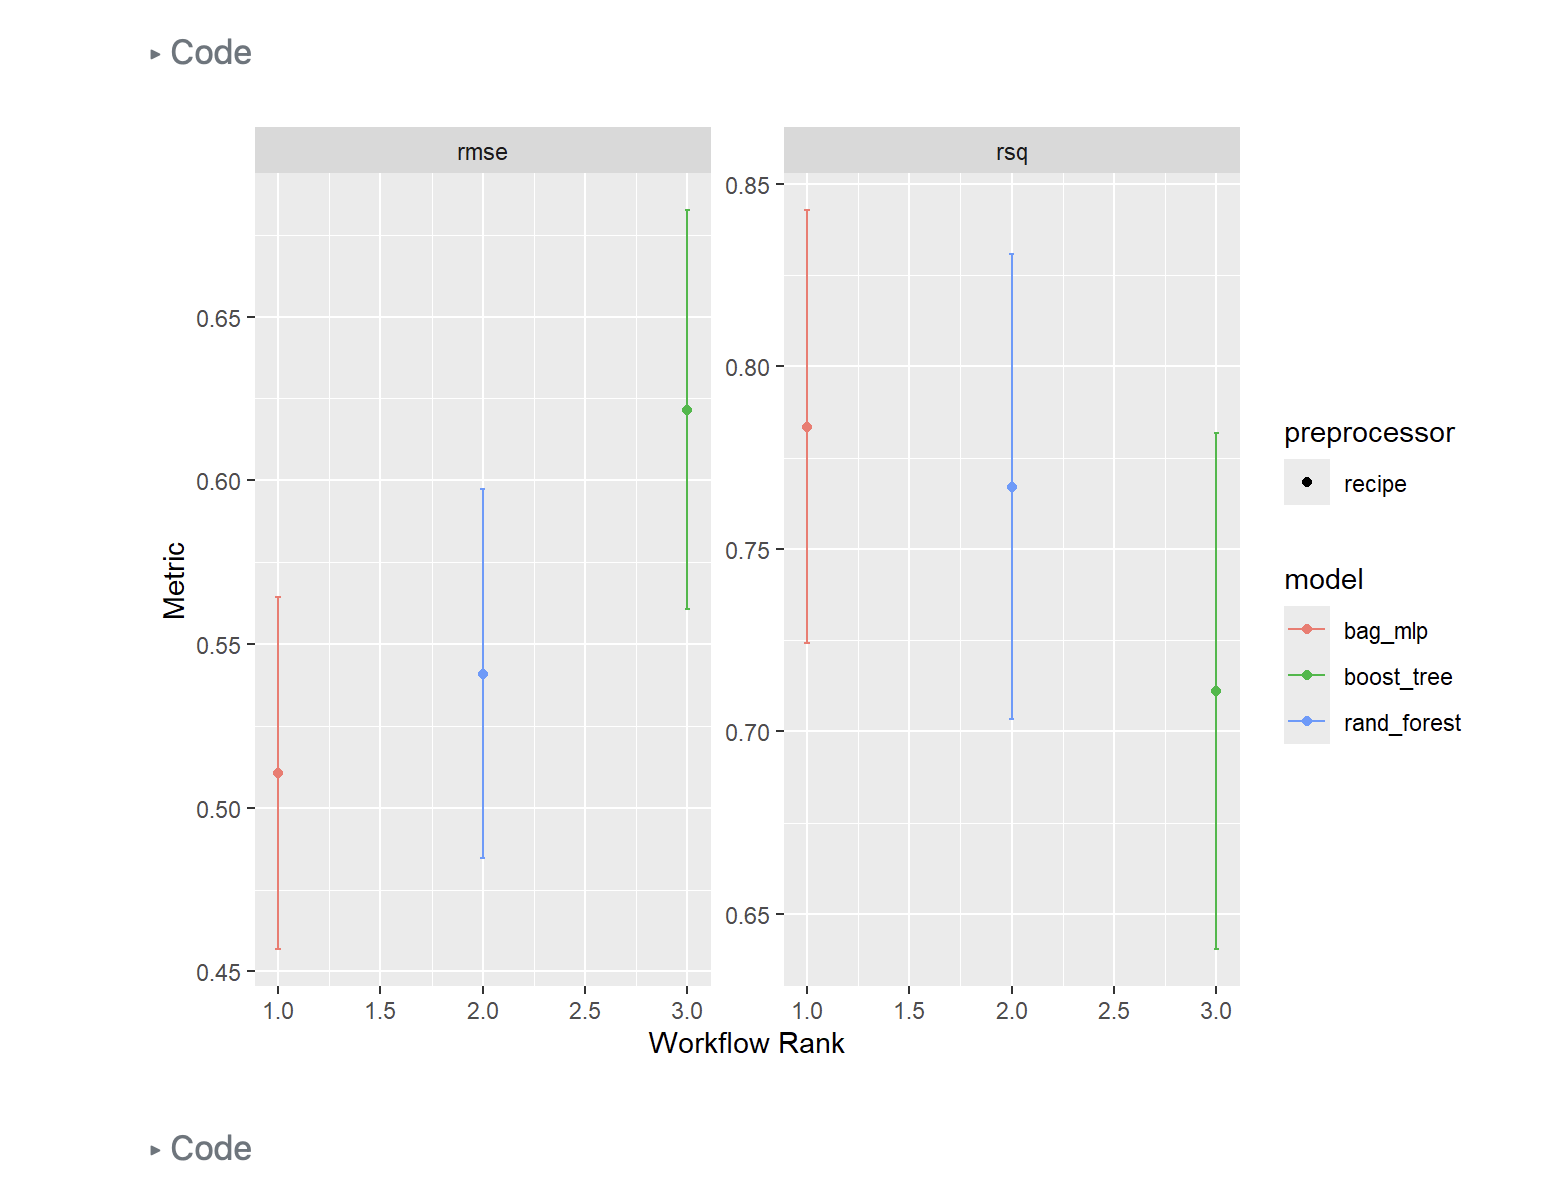 Code
rmse
rsq
0.65
0.60
0.55
0.50
0.45
0.85
0.80
0.75
0.70
0.65
Metric
1.0 1.5 2.0 2.5 3.0
1.0 1.5 2.0 2.5 3.0
Workflow Rank
preprocessor
recipe
model
bag_mlp
boost_tree
rand_forest
Code